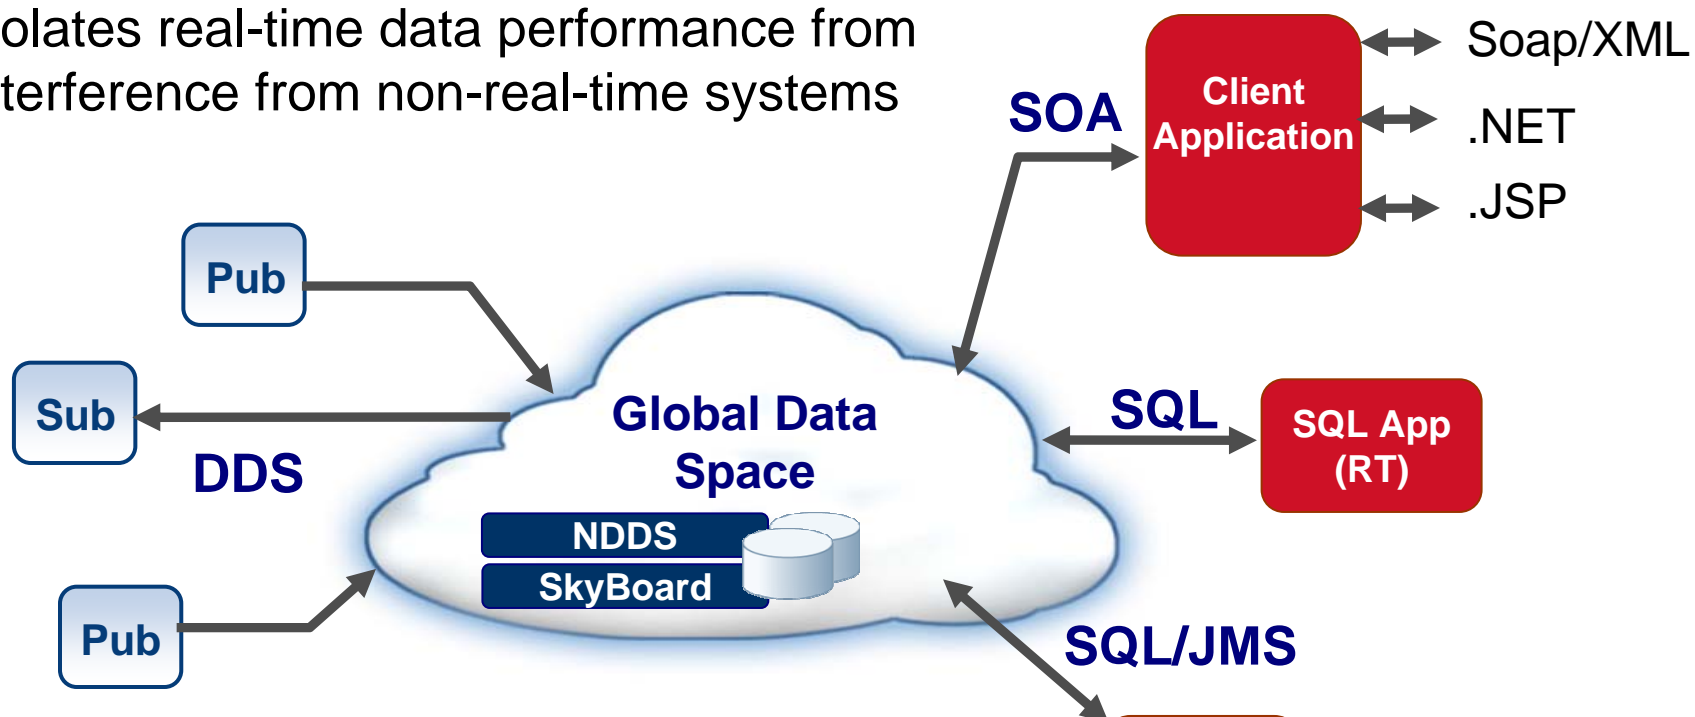 olates real-time data performance from
terference from non-real-time systems
Soap/XML
Client
Application
SOA
.NET
.JSP
Pub
Sub
DDS
Global Data
Space
SQL
SQL App
(RT)
NDDS
SkyBoard
Pub
SQL/JMS